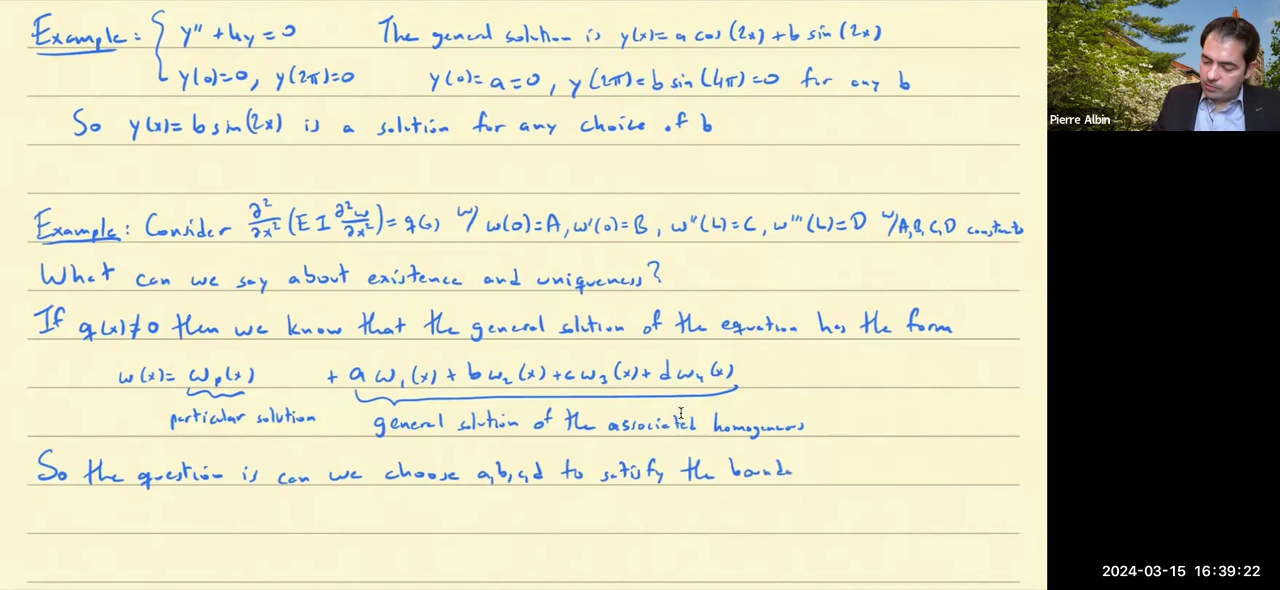 Example: { y'' + 4y = 0 The general solution is y(x) = a cos(2x) + b sin(2x)
y(0)=0, y(2π)=0 y(0) = a = 0, y(2π) = b sin(4π) = 0 for any b
So y(x) = b sin(2x) is a solution for any choice of b
Example: Consider ∂²/∂x² (E I ∂²w/∂x²) = q(x) w/ w(0)=A, w'(0)=B, w''(L)=C, w'''(L)=D w/ A,B,C,D constants
What can we say about existence and uniqueness?
If q(x)≠0 then we know that the general solution of the equation has the form
w(x) = w_p(x) + a w₁(x) + b w₂(x) + c w₃(x) + d w₄(x)
particular solution general solution of the associated homogeneous
So the question is can we choose a,b,c,d to satisfy the bounda
Pierre Albin
2024-03-15 16:39:22